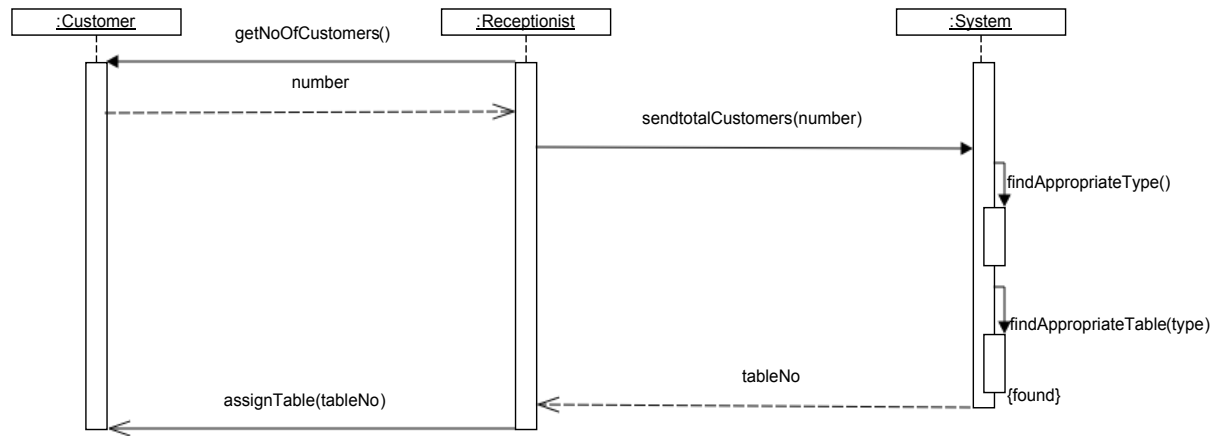 :Customer
:Receptionist
:System
getNoOfCustomers()
number
sendtotalCustomers(number)
findAppropriateType()
findAppropriateTable(type)
tableNo
{found}
assignTable(tableNo)